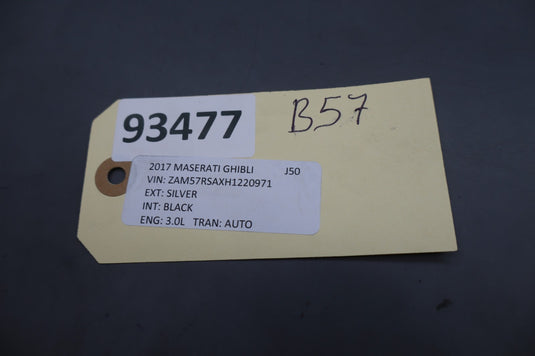 93477
B57
2017 MASERATI GHIBLI J50
VIN: ZAM57RSAXH1220971
EXT: SILVER
INT: BLACK
ENG: 3.0L TRAN: AUTO